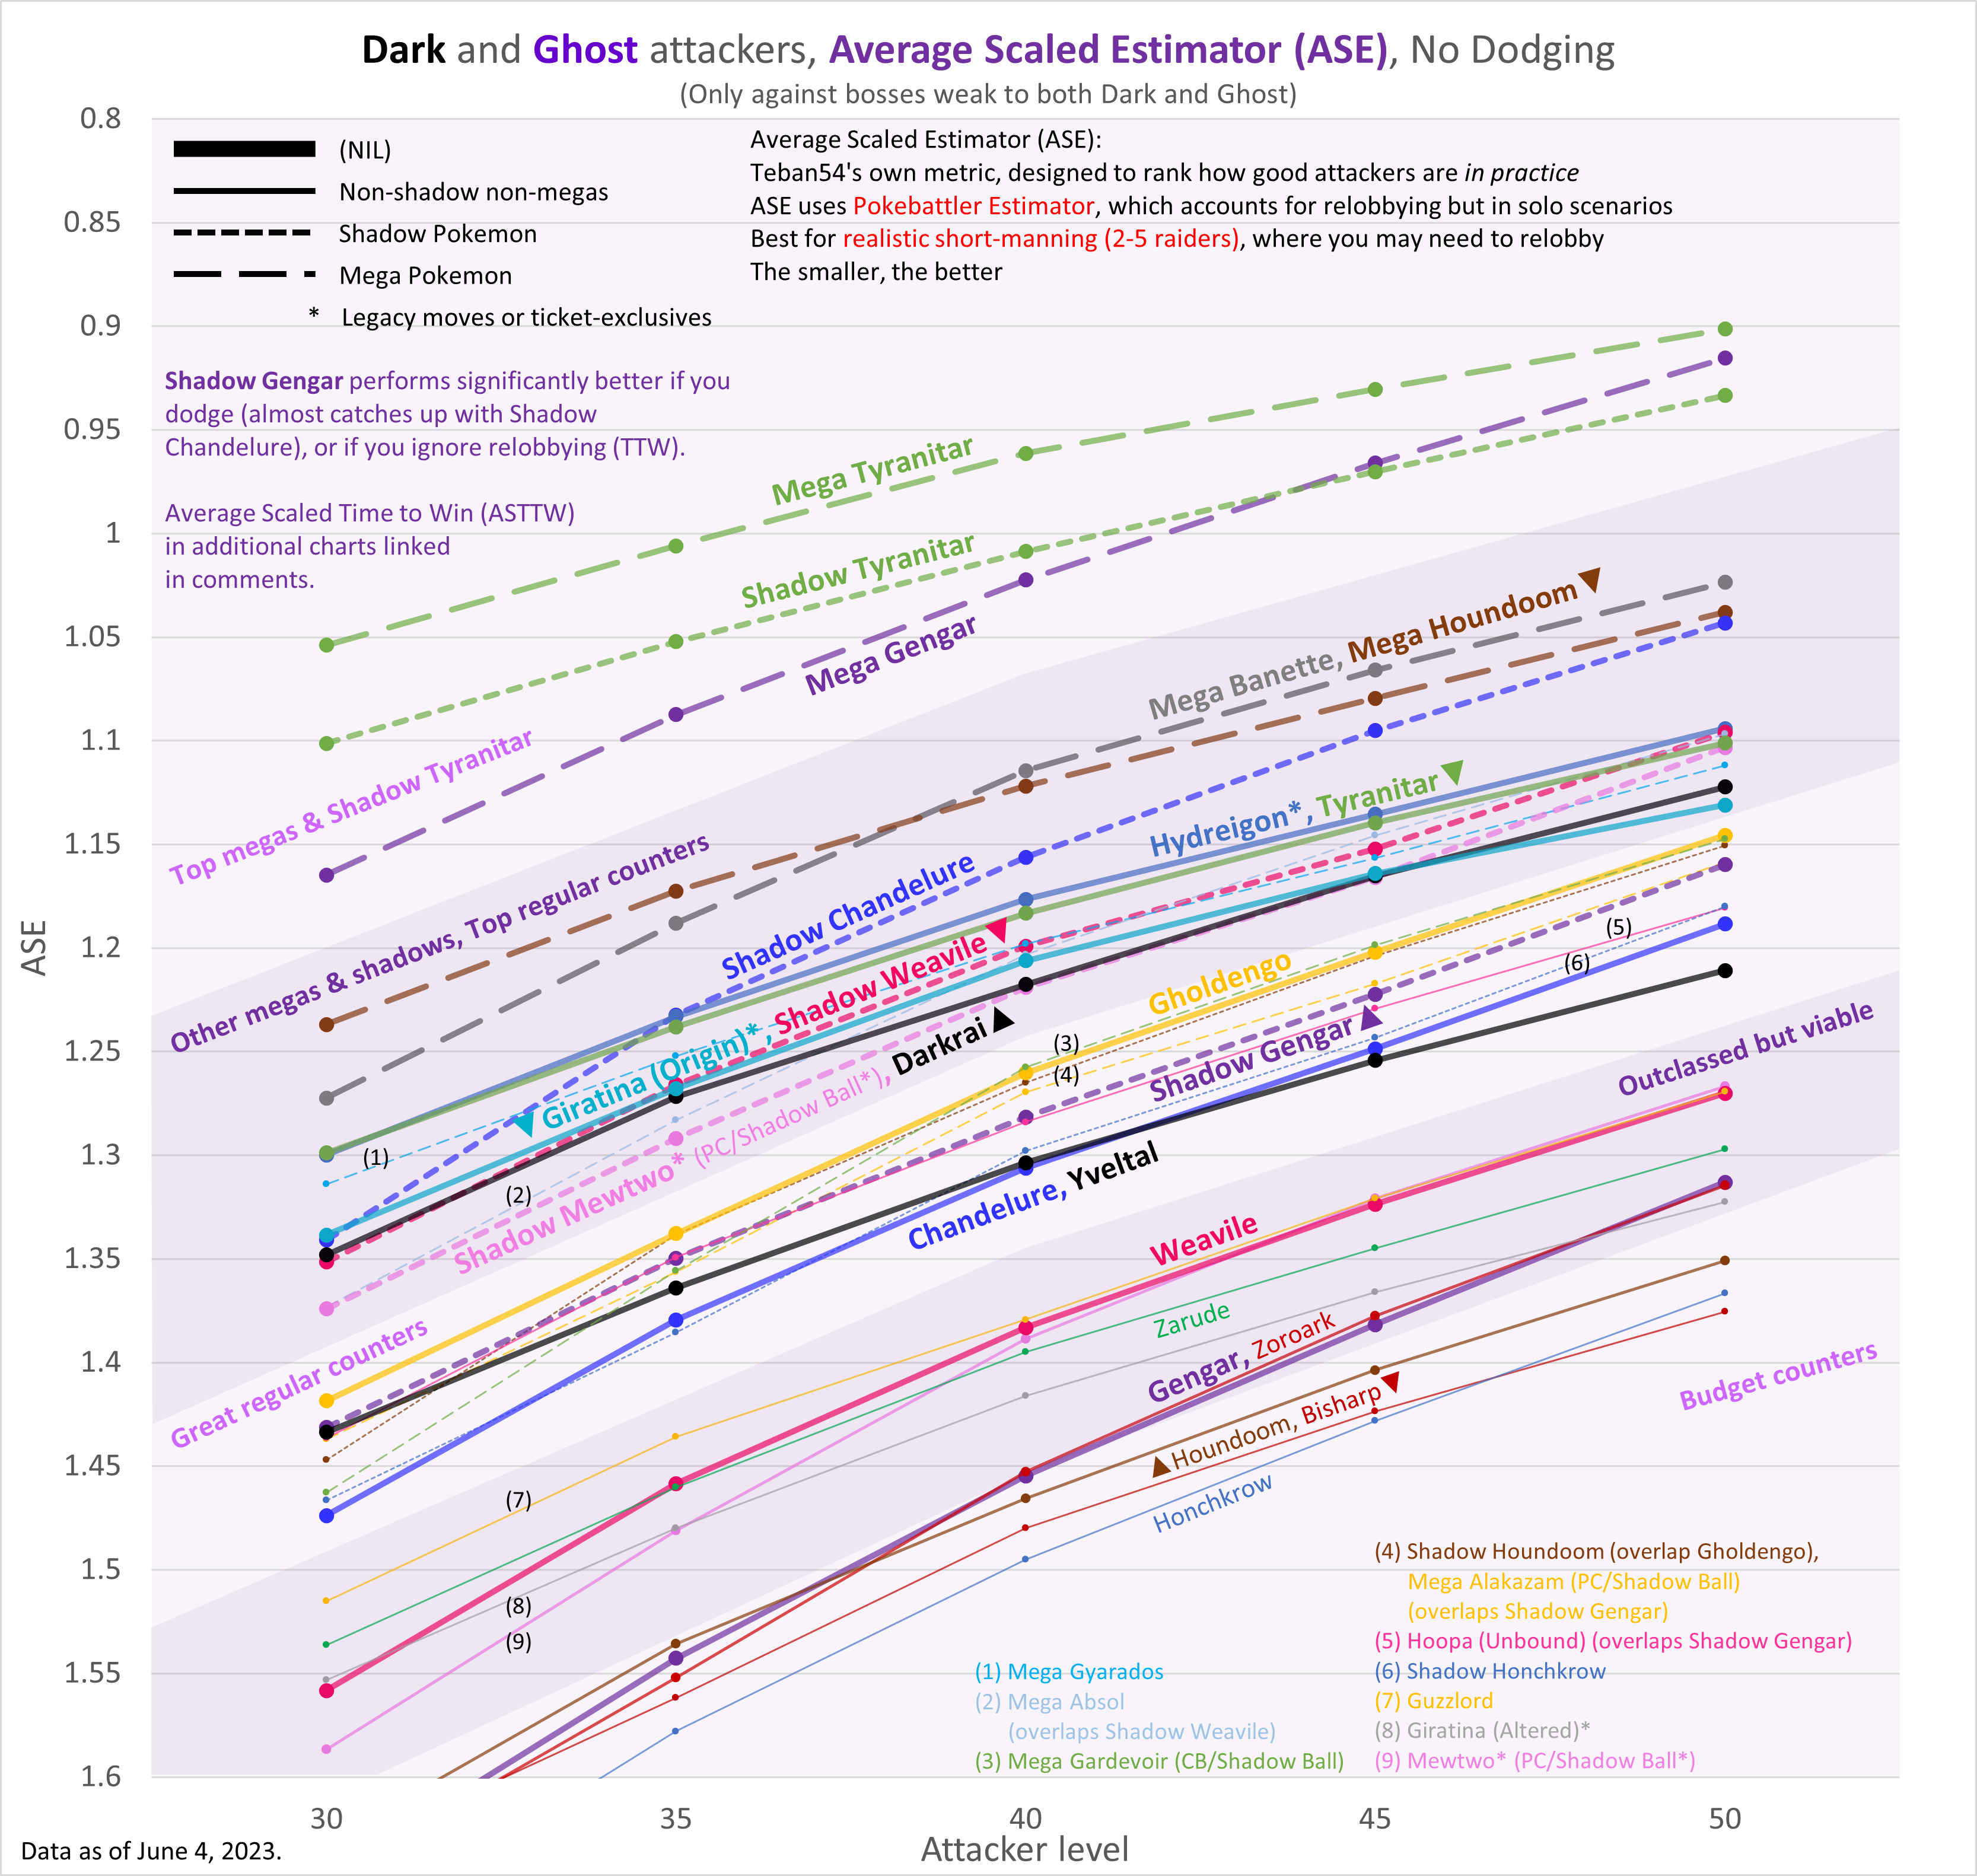 Dark and Ghost attackers, Average Scaled Estimator (ASE), No Dodging
(Only against bosses weak to both Dark and Ghost)
0.8
0.85
0.9
0.95
1
1.05
1.1
1.15
1.2
1.25
1.3
1.35
1.4
1.45
1.5
1.55
1.6
ASE
(NIL)
Non-shadow non-megas
Shadow Pokemon
Mega Pokemon
* Legacy moves or ticket-exclusives
Average Scaled Estimator (ASE):
Teban54's own metric, designed to rank how good attackers are in practice
ASE uses Pokebattler Estimator, which accounts for relobbying but in solo scenarios
Best for realistic short-manning (2-5 raiders), where you may need to relobby
The smaller, the better
Shadow Gengar performs significantly better if you
dodge (almost catches up with Shadow
Chandelure), or if you ignore relobbying (TTW).
Average Scaled Time to Win (ASTTW)
in additional charts linked
in comments.
Mega Tyranitar
Shadow Tyranitar
Mega Gengar
Mega Banette, Mega Houndoom▼
Top megas & Shadow Tyranitar
Other megas & shadows, Top regular counters
Shadow Chandelure
Hydreigon*, Tyranitar▼
▼Giratina (Origin)*, Shadow Weavile▼
Shadow Mewtwo* (PC/Shadow Ball*), Darkrai▲
(1)
(2)
(3)
(4)
Gholdengo
Shadow Gengar▲
(5)
(6)
Chandelure, Yveltal
Outclassed but viable
Great regular counters
Weavile
Zarude
Gengar, Zoroark
▲Houndoom, Bisharp▼
Honchkrow
Budget counters
(7)
(8)
(9)
(1) Mega Gyarados
(2) Mega Absol
(overlaps Shadow Weavile)
(3) Mega Gardevoir (CB/Shadow Ball)
(4) Shadow Houndoom (overlap Gholdengo),
Mega Alakazam (PC/Shadow Ball)
(overlaps Shadow Gengar)
(5) Hoopa (Unbound) (overlaps Shadow Gengar)
(6) Shadow Honchkrow
(7) Guzzlord
(8) Giratina (Altered)*
(9) Mewtwo* (PC/Shadow Ball*)
30
35
40
45
50
Attacker level
Data as of June 4, 2023.